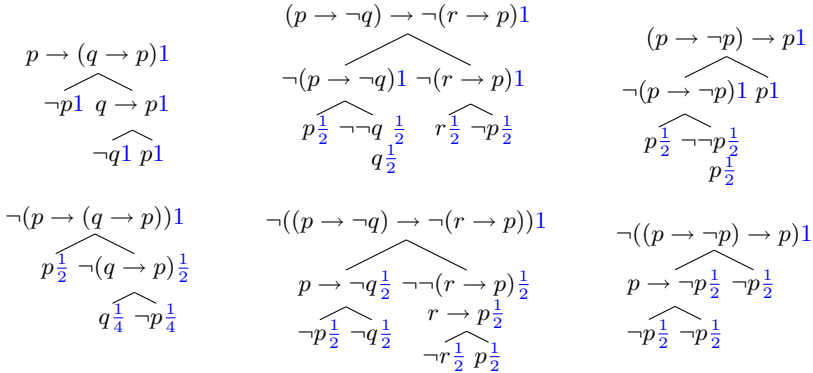 p → (q → p)1
¬p1 q → p1
¬q1 p1
(p → ¬q) → ¬(r → p)1
¬(p → ¬q)1 ¬(r → p)1
p½ ¬¬q ½ r½ ¬p½
q½
(p → ¬p) → p1
¬(p → ¬p)1 p1
p½ ¬¬p½
p½
¬(p → (q → p))1
p½ ¬(q → p)½
q¼ ¬p¼
¬((p → ¬q) → ¬(r → p))1
p → ¬q½ ¬¬(r → p)½
r → p½
¬p½ ¬q½
¬r½ p½
¬((p → ¬p) → p)1
p → ¬p½ ¬p½
¬p½ ¬p½